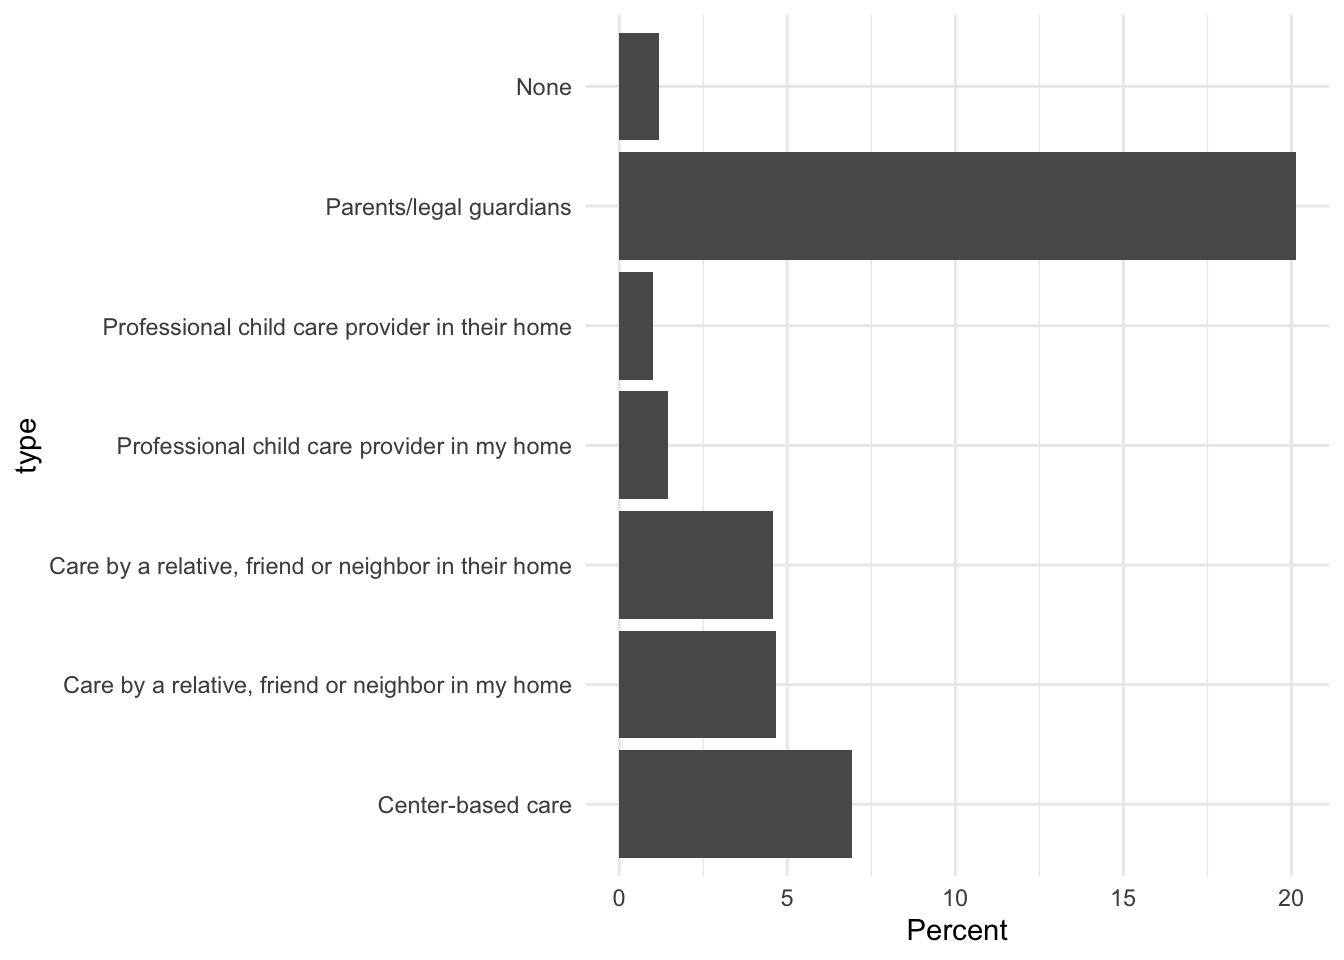 None
Parents/legal guardians
Professional child care provider in their home
Professional child care provider in my home
Care by a relative, friend or neighbor in their home
Care by a relative, friend or neighbor in my home
Center-based care
type
0 5 10 15 20
Percent